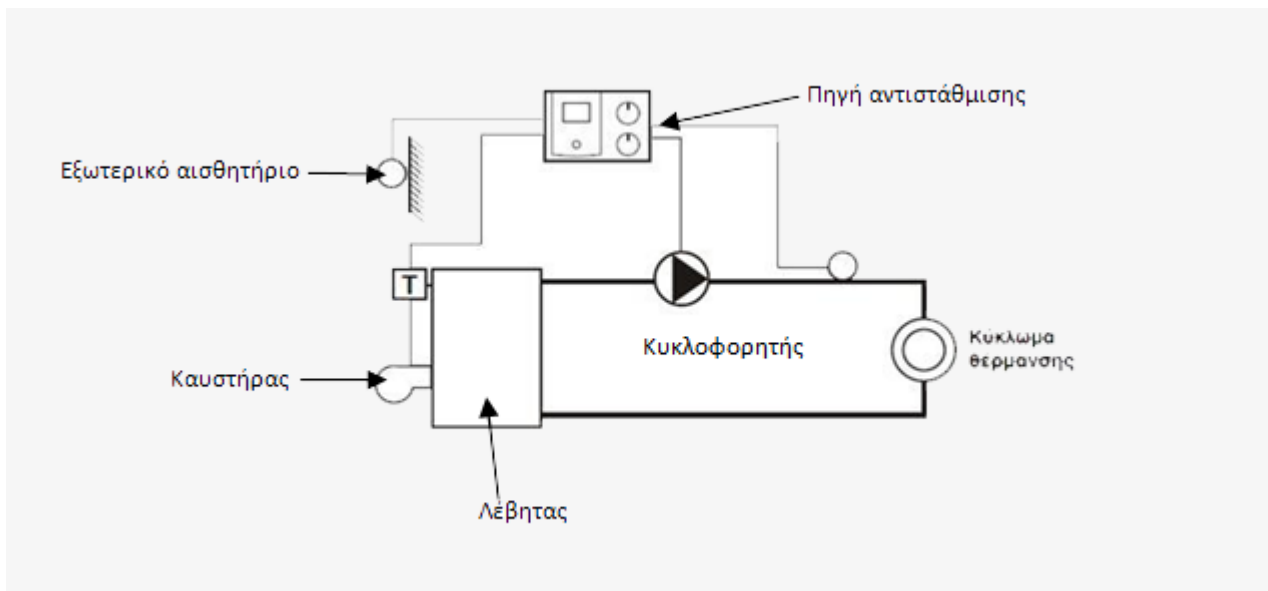 Πηγή αντιστάθμισης
Εξωτερικό αισθητήριο
T
Κυκλοφορητής
Κύκλωμα
θερμανσης
Καυστήρας
Λέβητας